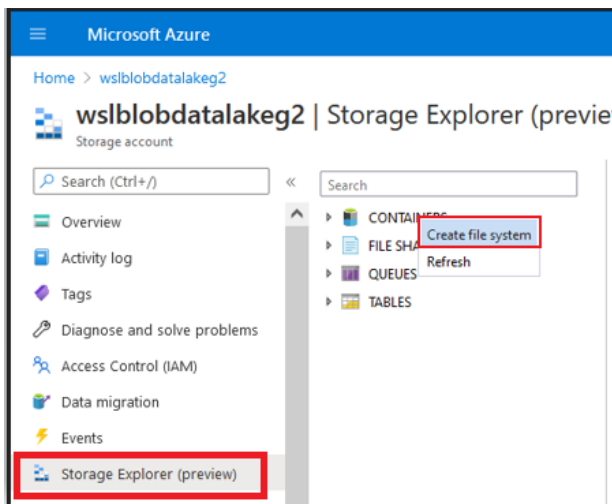 Microsoft Azure
Home > wslblobdatalakeg2
wslblobdatalakeg2 | Storage Explorer (previe
Storage account
Search (Ctrl+/)
«
Overview
Activity log
Tags
Diagnose and solve problems
Access Control (IAM)
Data migration
Events
Storage Explorer (preview)
Search
CONTAINERS
Create file system
FILE SHA
Refresh
QUEUES
TABLES